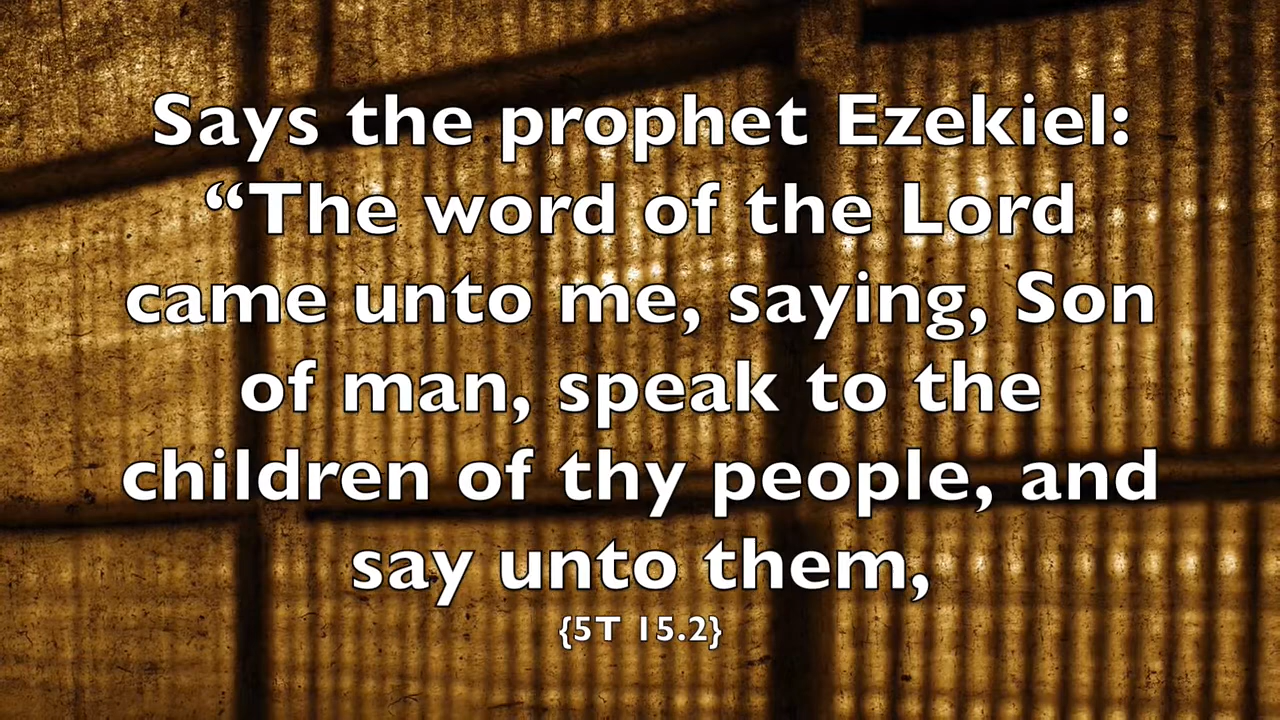 Says the prophet Ezekiel:
“The word of the Lord
came unto me, saying, Son
of man, speak to the
children of thy people, and
say unto them,
{5T 15.2}